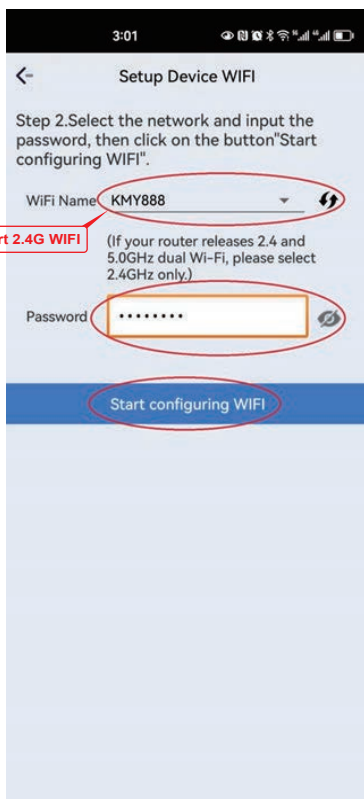 3:01
Setup Device WIFI
Step 2.Select the network and input the
password, then click on the button"Start
configuring WIFI".
WiFi Name KMY888
2.4G WIFI
(If your router releases 2.4 and
5.0GHz dual Wi-Fi, please select
2.4GHz only.)
Password ••••••••
Start configuring WIFI